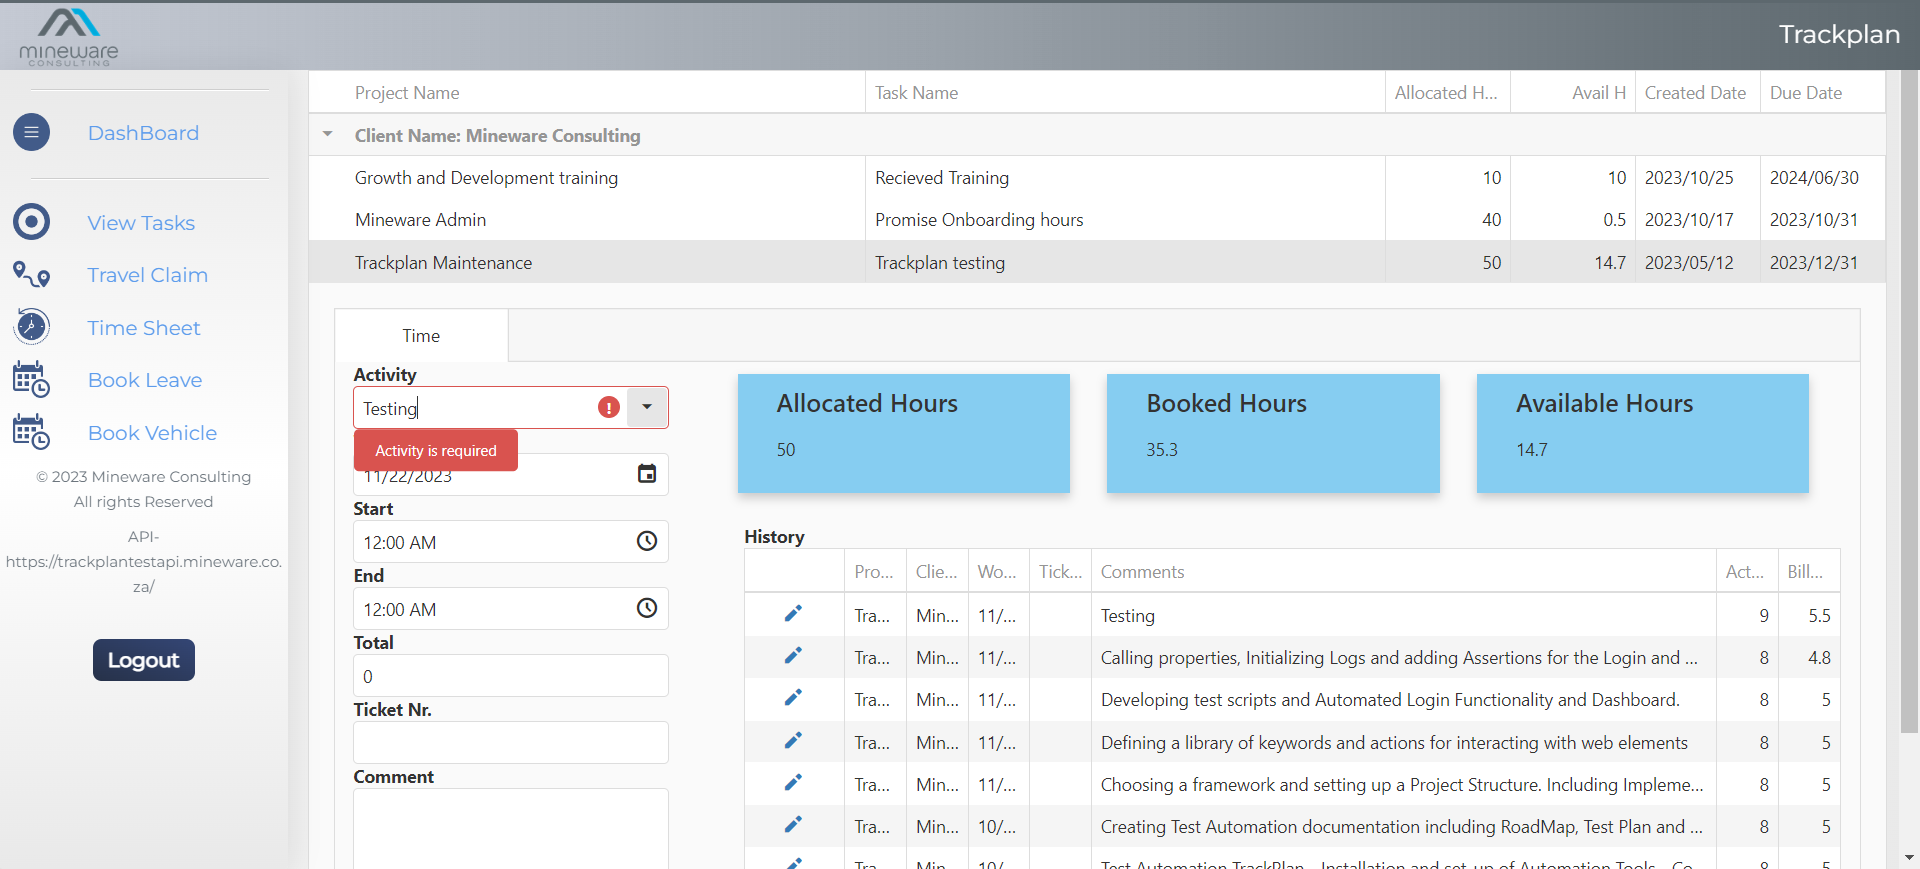 mineware
CONSULTING
Trackplan
DashBoard
View Tasks
Travel Claim
Time Sheet
Book Leave
Book Vehicle
© 2023 Mineware Consulting
All rights Reserved
API-
https://trackplantestapi.mineware.co.
za/
Logout
Project Name Task Name Allocated H... Avail H Created Date Due Date
Client Name: Mineware Consulting
Growth and Development training Recieved Training 10 10 2023/10/25 2024/06/30
Mineware Admin Promise Onboarding hours 40 0.5 2023/10/17 2023/10/31
Trackplan Maintenance Trackplan testing 50 14.7 2023/05/12 2023/12/31
Time
Activity
Testing
Activity is required
11/22/2023
Start
12:00 AM
End
12:00 AM
Total
0
Ticket Nr.
Comment
Allocated Hours
50
Booked Hours
35.3
Available Hours
14.7
History
Pro... Clie... Wo... Tick... Comments Act... Bill...
Tra... Min... 11/... Testing 9 5.5
Tra... Min... 11/... Calling properties, Initializing Logs and adding Assertions for the Login and ... 8 4.8
Tra... Min... 11/... Developing test scripts and Automated Login Functionality and Dashboard. 8 5
Tra... Min... 11/... Defining a library of keywords and actions for interacting with web elements 8 5
Tra... Min... 11/... Choosing a framework and setting up a Project Structure. Including Impleme... 8 5
Tra... Min... 10/... Creating Test Automation documentation including RoadMap, Test Plan and ... 8 5
Tra... Min... 10/... Test Automation TrackPlan - Installation and set-up of Automation Tools - Co... 8 5